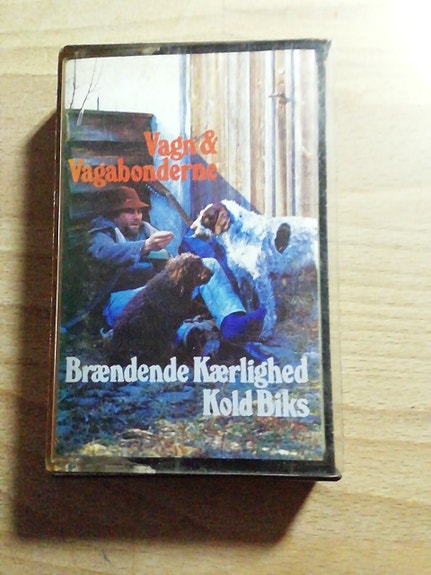 Vagn &
Vagabonderne
Brændende Kærlighed
Kold Biks